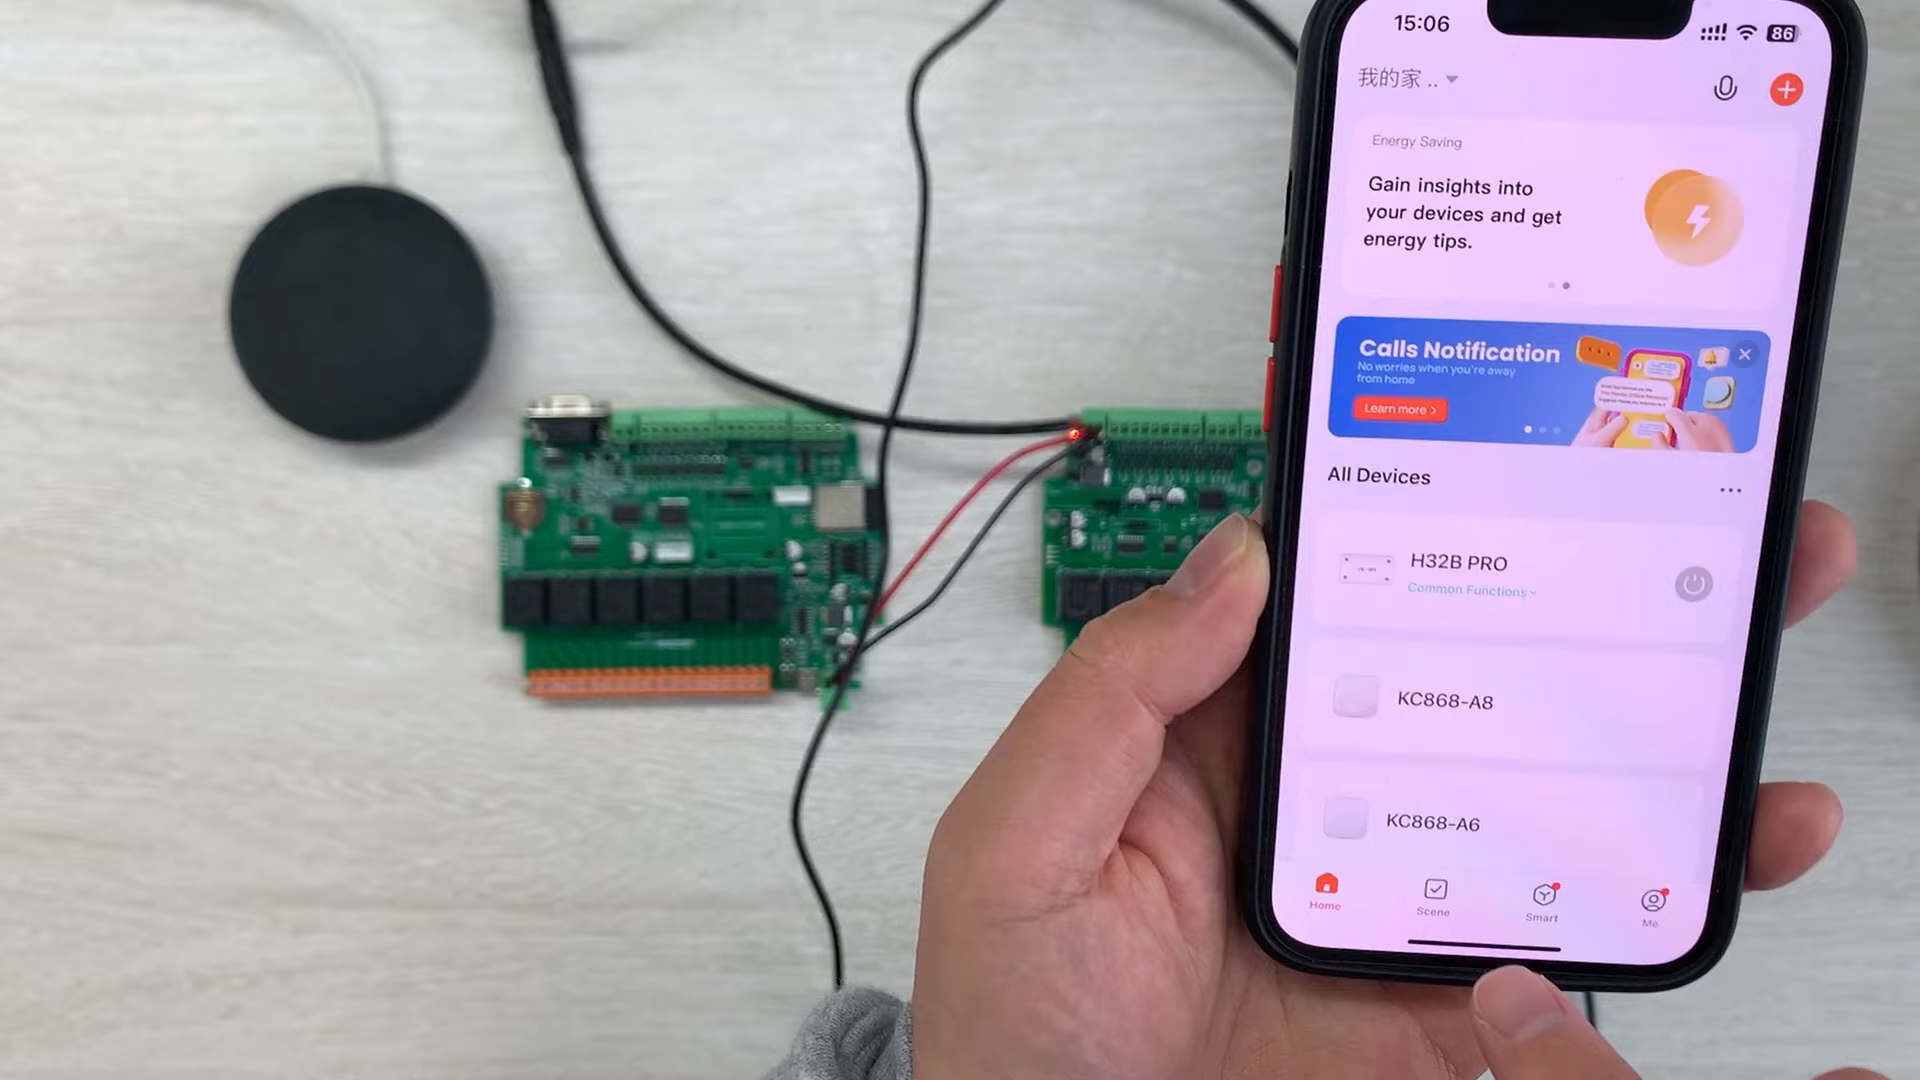 15:06
86
我的家 ..
Energy Saving
Gain insights into
your devices and get
energy tips.
Calls Notification
No worries when you're away
from home
Learn more >
All Devices
H32B PRO
Common Functions
KC868-A8
KC868-A6
Home
Scene
Smart
Me